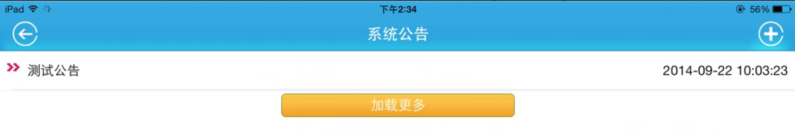 iPad 下午2:34 56%
系统公告
测试公告 2014-09-22 10:03:23
加载更多